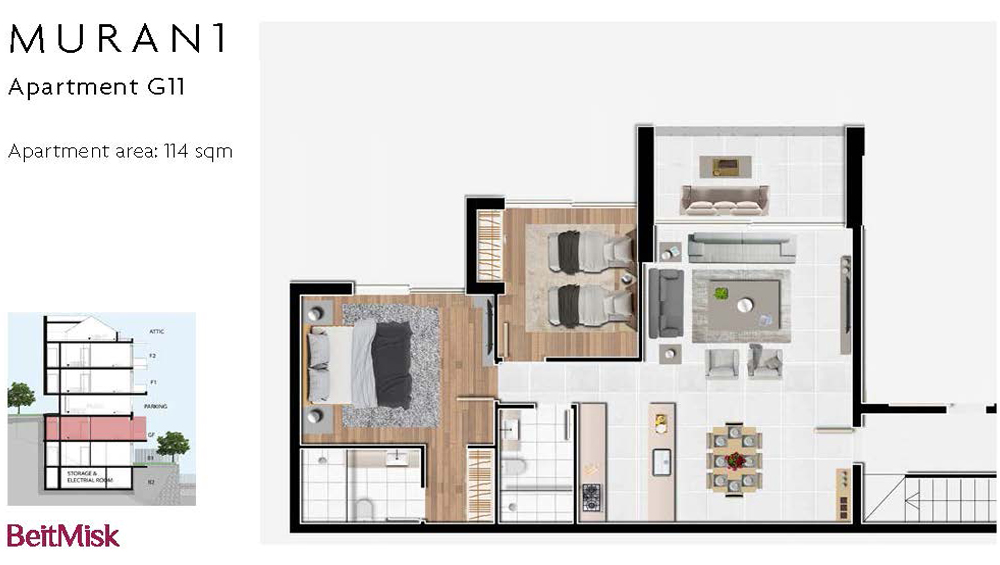 MURAN1
Apartment G11
Apartment area: 114 sqm
ATTIC
F2
F1
PARKING
GF
B1
STORAGE &
ELECTRIAL ROOM
B2
BeitMisk